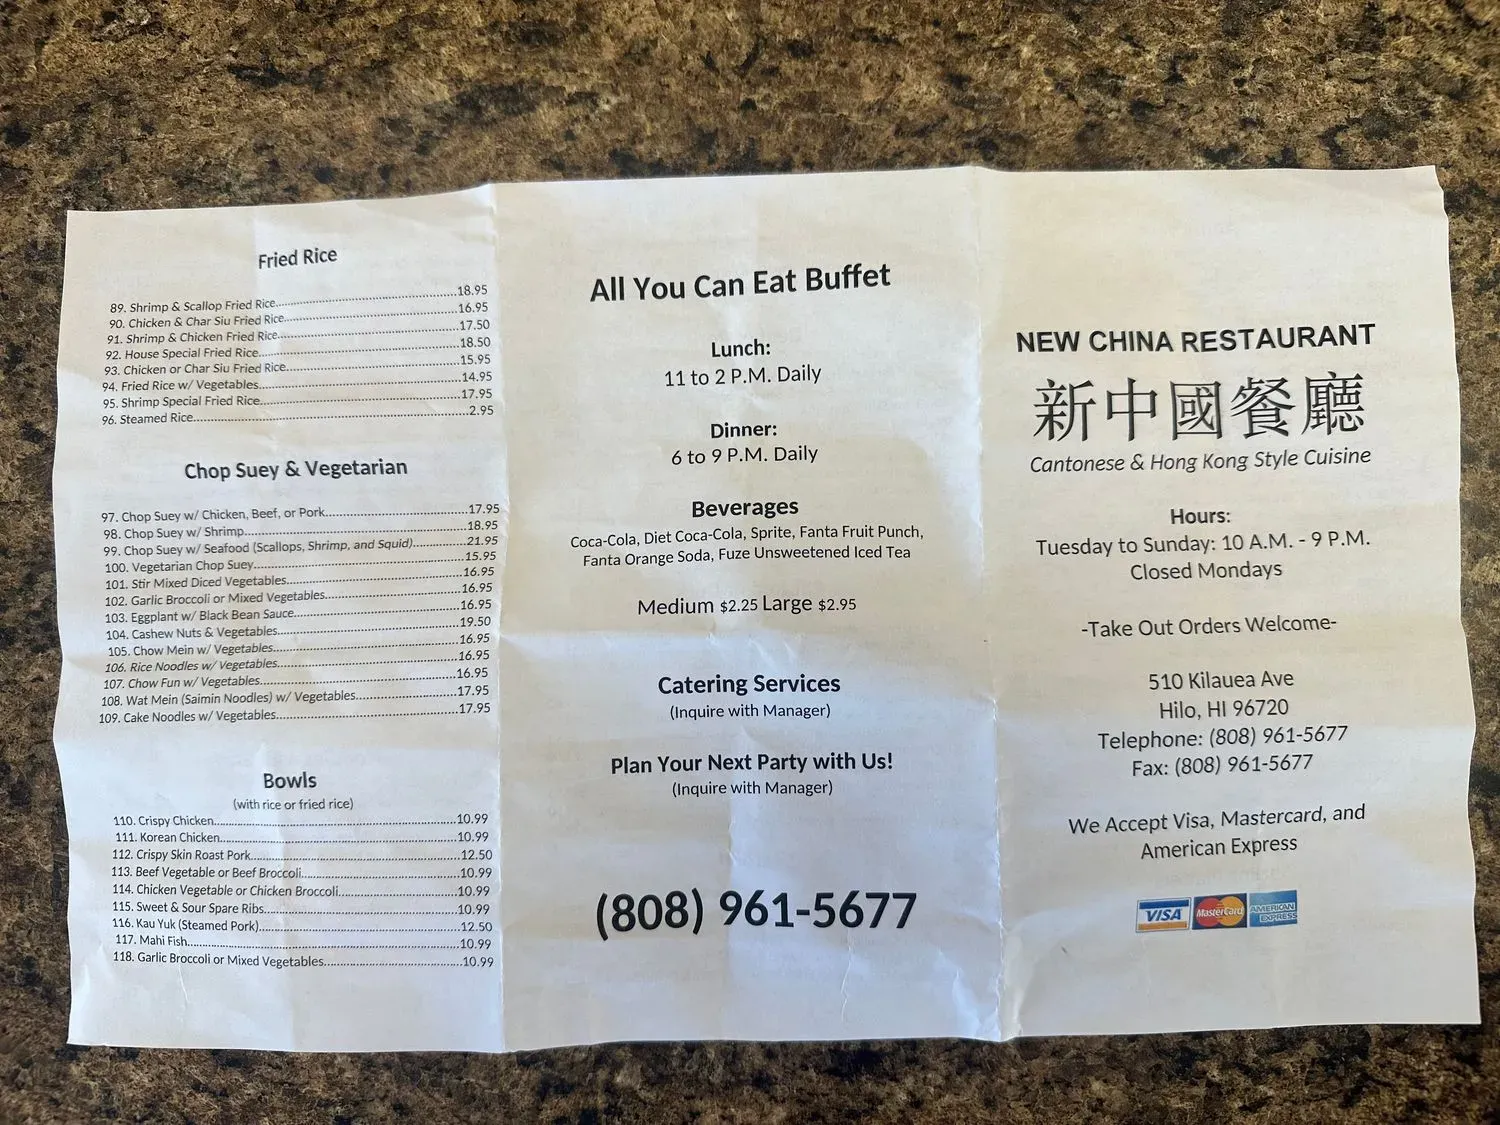 Fried Rice
89. Shrimp & Scallop Fried Rice 18.95
90. Chicken & Char Siu Fried Rice 16.95
91. Shrimp & Chicken Fried Rice 17.50
92. House Special Fried Rice 18.50
93. Chicken or Char Siu Fried Rice 15.95
94. Fried Rice w/ Vegetables 14.95
95. Shrimp Special Fried Rice 17.95
96. Steamed Rice 2.95
Chop Suey & Vegetarian
97. Chop Suey w/ Chicken, Beef, or Pork 17.95
98. Chop Suey w/ Shrimp 18.95
99. Chop Suey w/ Seafood (Scallops, Shrimp, and Squid) 21.95
100. Vegetarian Chop Suey 15.95
101. Stir Mixed Diced Vegetables 16.95
102. Garlic Broccoli or Mixed Vegetables 16.95
103. Eggplant w/ Black Bean Sauce 16.95
104. Cashew Nuts & Vegetables 19.50
105. Chow Mein w/ Vegetables 16.95
106. Rice Noodles w/ Vegetables 16.95
107. Chow Fun w/ Vegetables 16.95
108. Wat Mein (Saimin Noodles) w/ Vegetables 17.95
109. Cake Noodles w/ Vegetables 17.95
Bowls
(with rice or fried rice)
110. Crispy Chicken 10.99
111. Korean Chicken 10.99
112. Crispy Skin Roast Pork 12.50
113. Beef Vegetable or Beef Broccoli 10.99
114. Chicken Vegetable or Chicken Broccoli 10.99
115. Sweet & Sour Spare Ribs 10.99
116. Kau Yuk (Steamed Pork) 12.50
117. Mahi Fish 10.99
118. Garlic Broccoli or Mixed Vegetables 10.99
All You Can Eat Buffet
Lunch:
11 to 2 P.M. Daily
Dinner:
6 to 9 P.M. Daily
Beverages
Coca-Cola, Diet Coca-Cola, Sprite, Fanta Fruit Punch,
Fanta Orange Soda, Fuze Unsweetened Iced Tea
Medium $2.25 Large $2.95
Catering Services
(Inquire with Manager)
Plan Your Next Party with Us!
(Inquire with Manager)
(808) 961-5677
NEW CHINA RESTAURANT
新中國餐廳
Cantonese & Hong Kong Style Cuisine
Hours:
Tuesday to Sunday: 10 A.M. - 9 P.M.
Closed Mondays
-Take Out Orders Welcome-
510 Kilauea Ave
Hilo, HI 96720
Telephone: (808) 961-5677
Fax: (808) 961-5677
We Accept Visa, Mastercard, and
American Express
VISA MasterCard AMERICAN EXPRESS